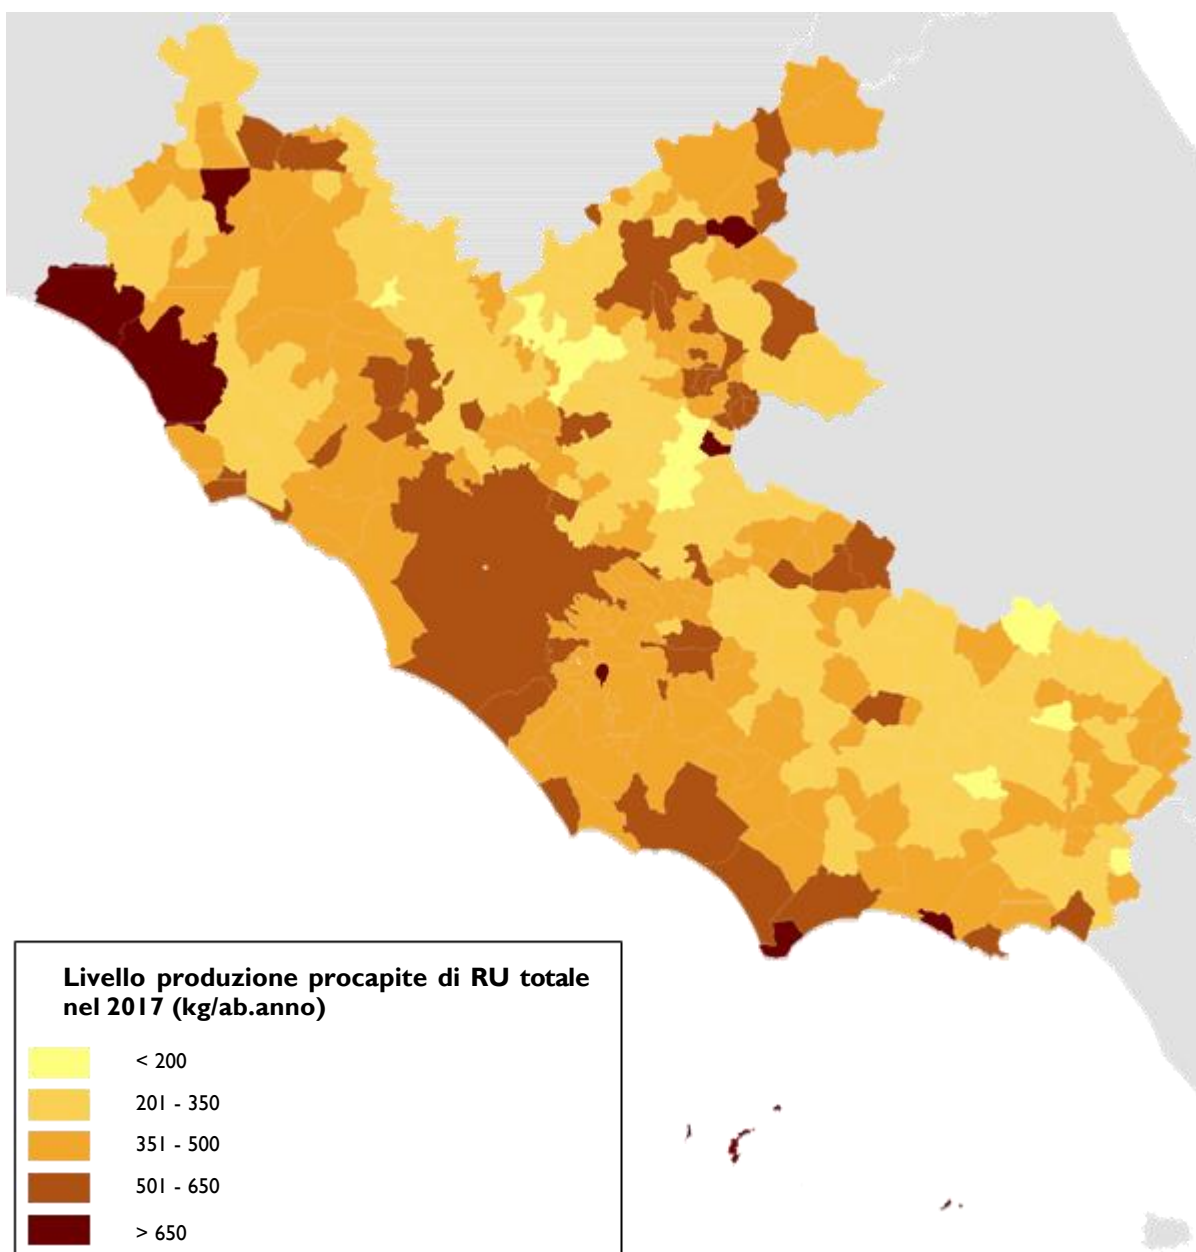 Livello produzione procapite di RU totale
nel 2017 (kg/ab.anno)
< 200
201 - 350
351 - 500
501 - 650
> 650